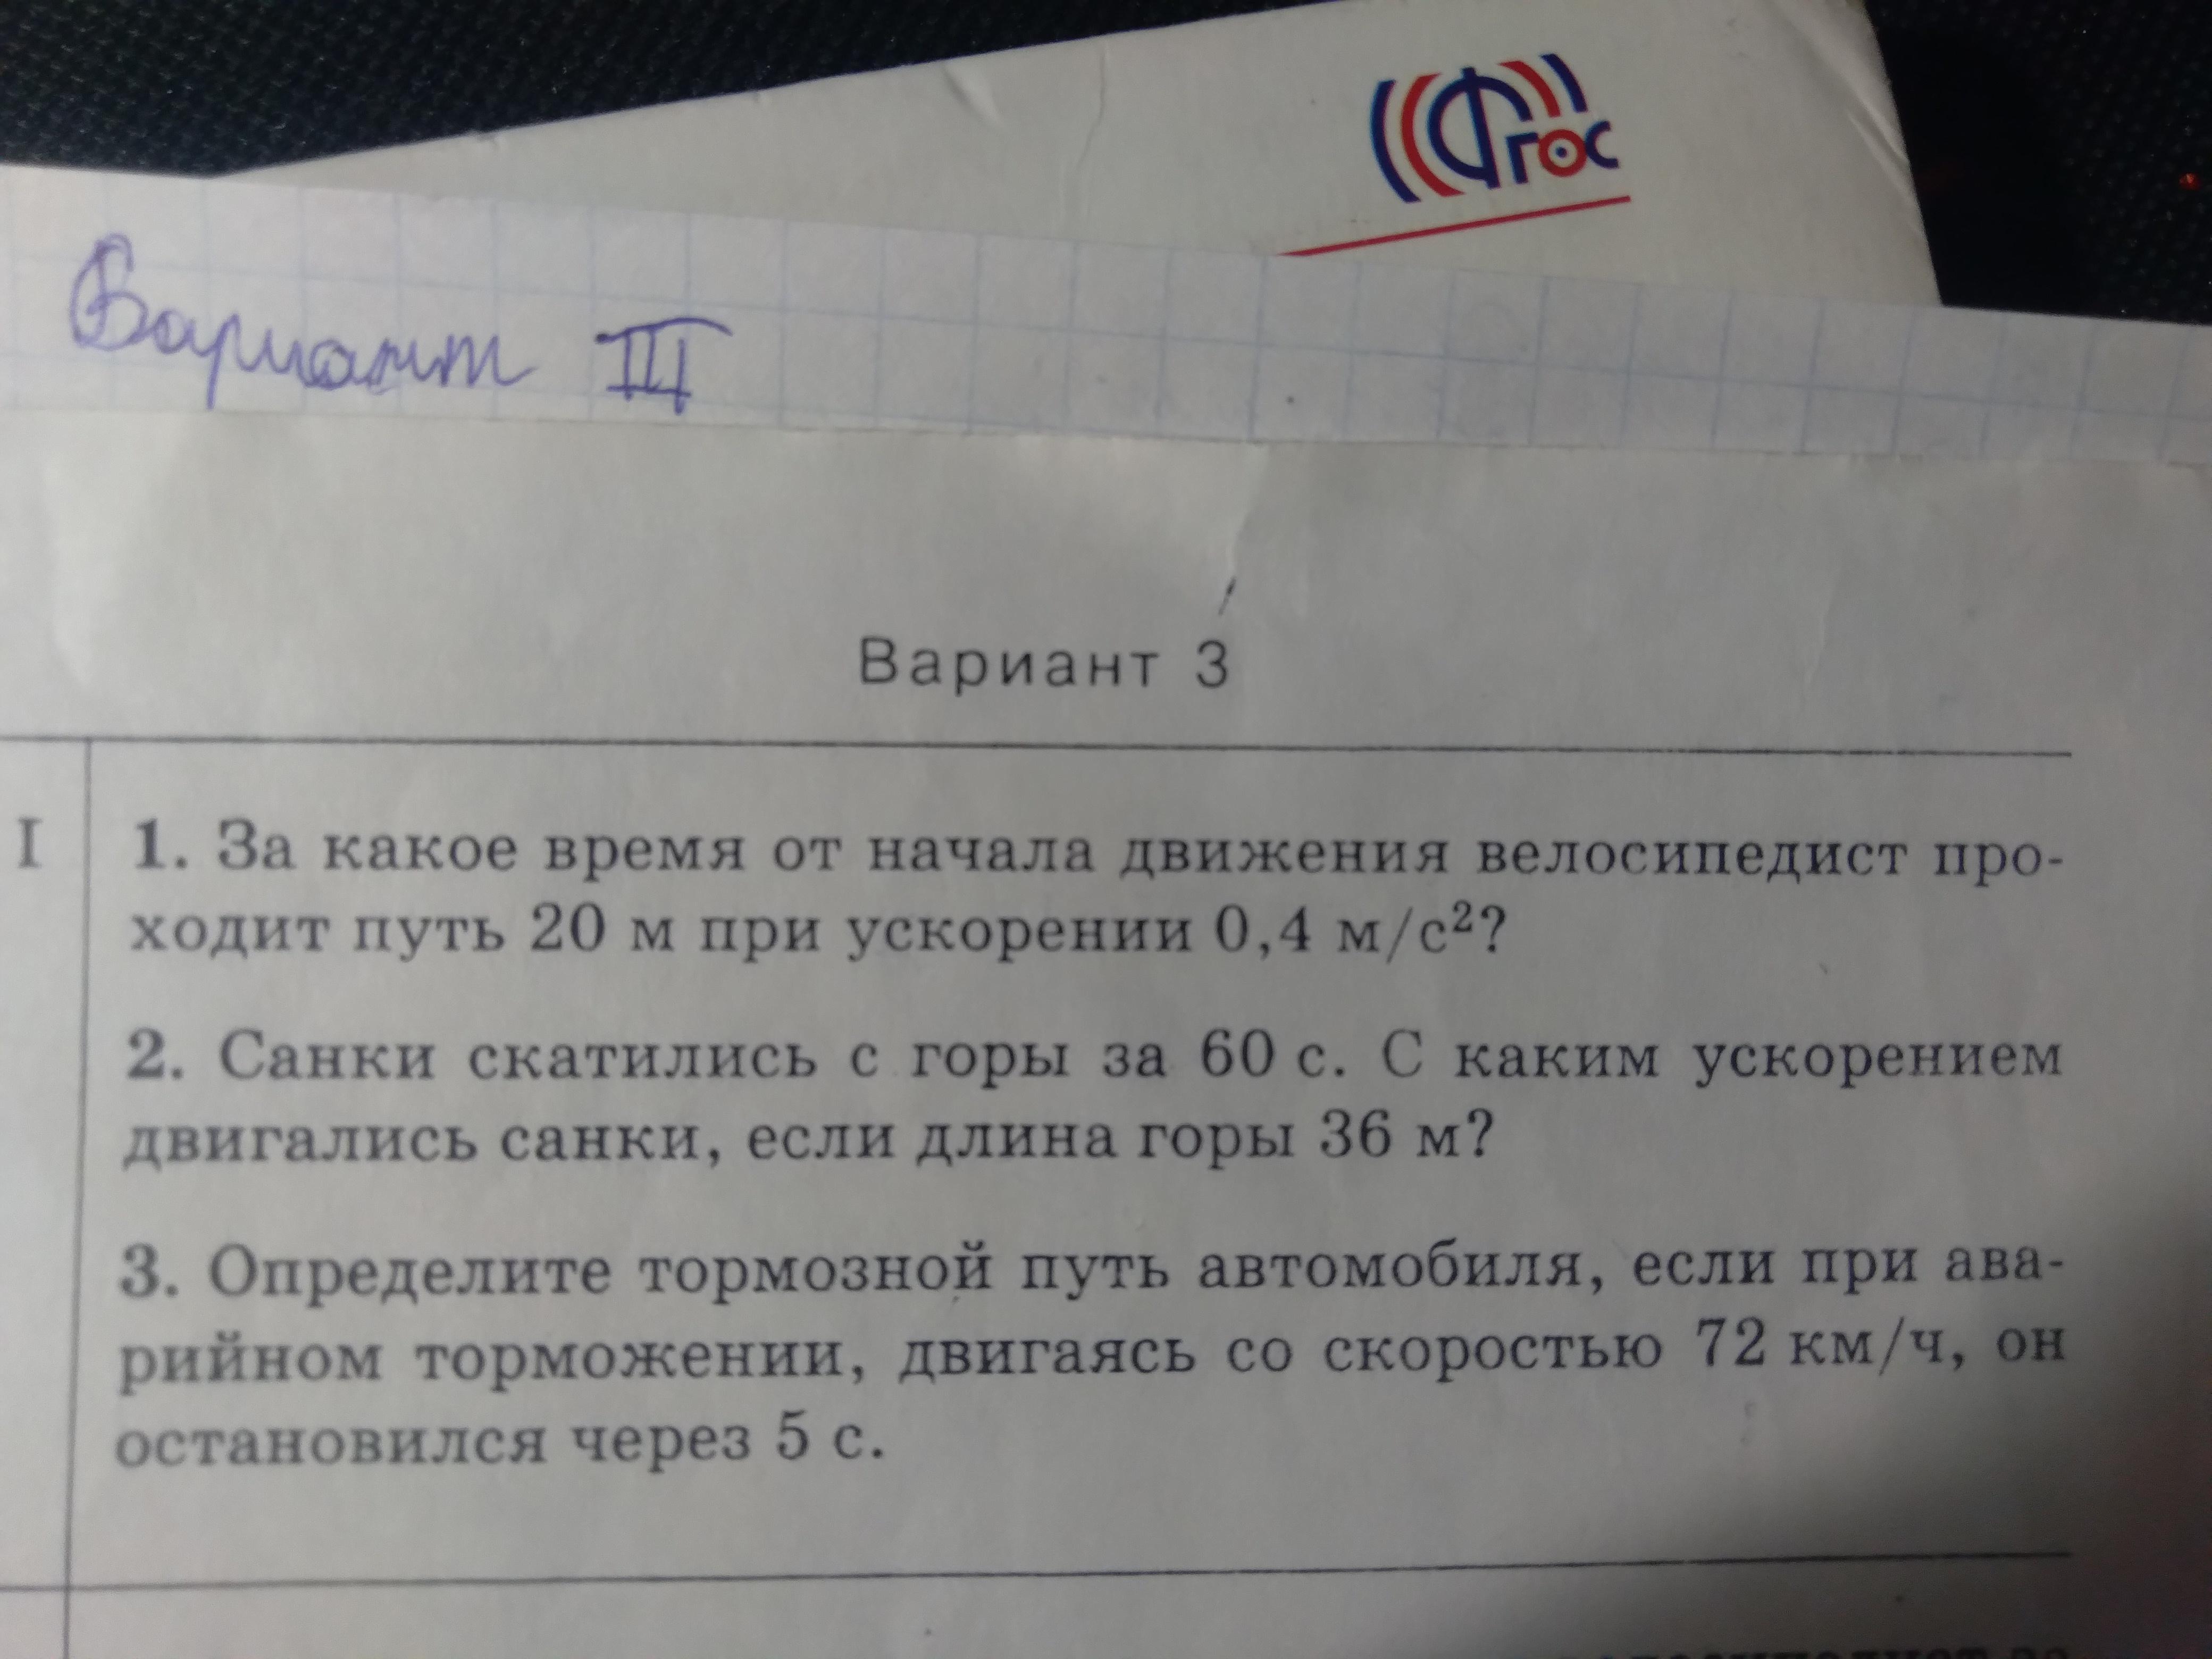 ФГОС
Вариант III
Вариант 3
I
1. За какое время от начала движения велосипедист про-
ходит путь 20 м при ускорении 0,4 м/с²?
2. Санки скатились с горы за 60 с. С каким ускорением
двигались санки, если длина горы 36 м?
3. Определите тормозной путь автомобиля, если при ава-
рийном торможении, двигаясь со скоростью 72 км/ч, он
остановился через 5 с.